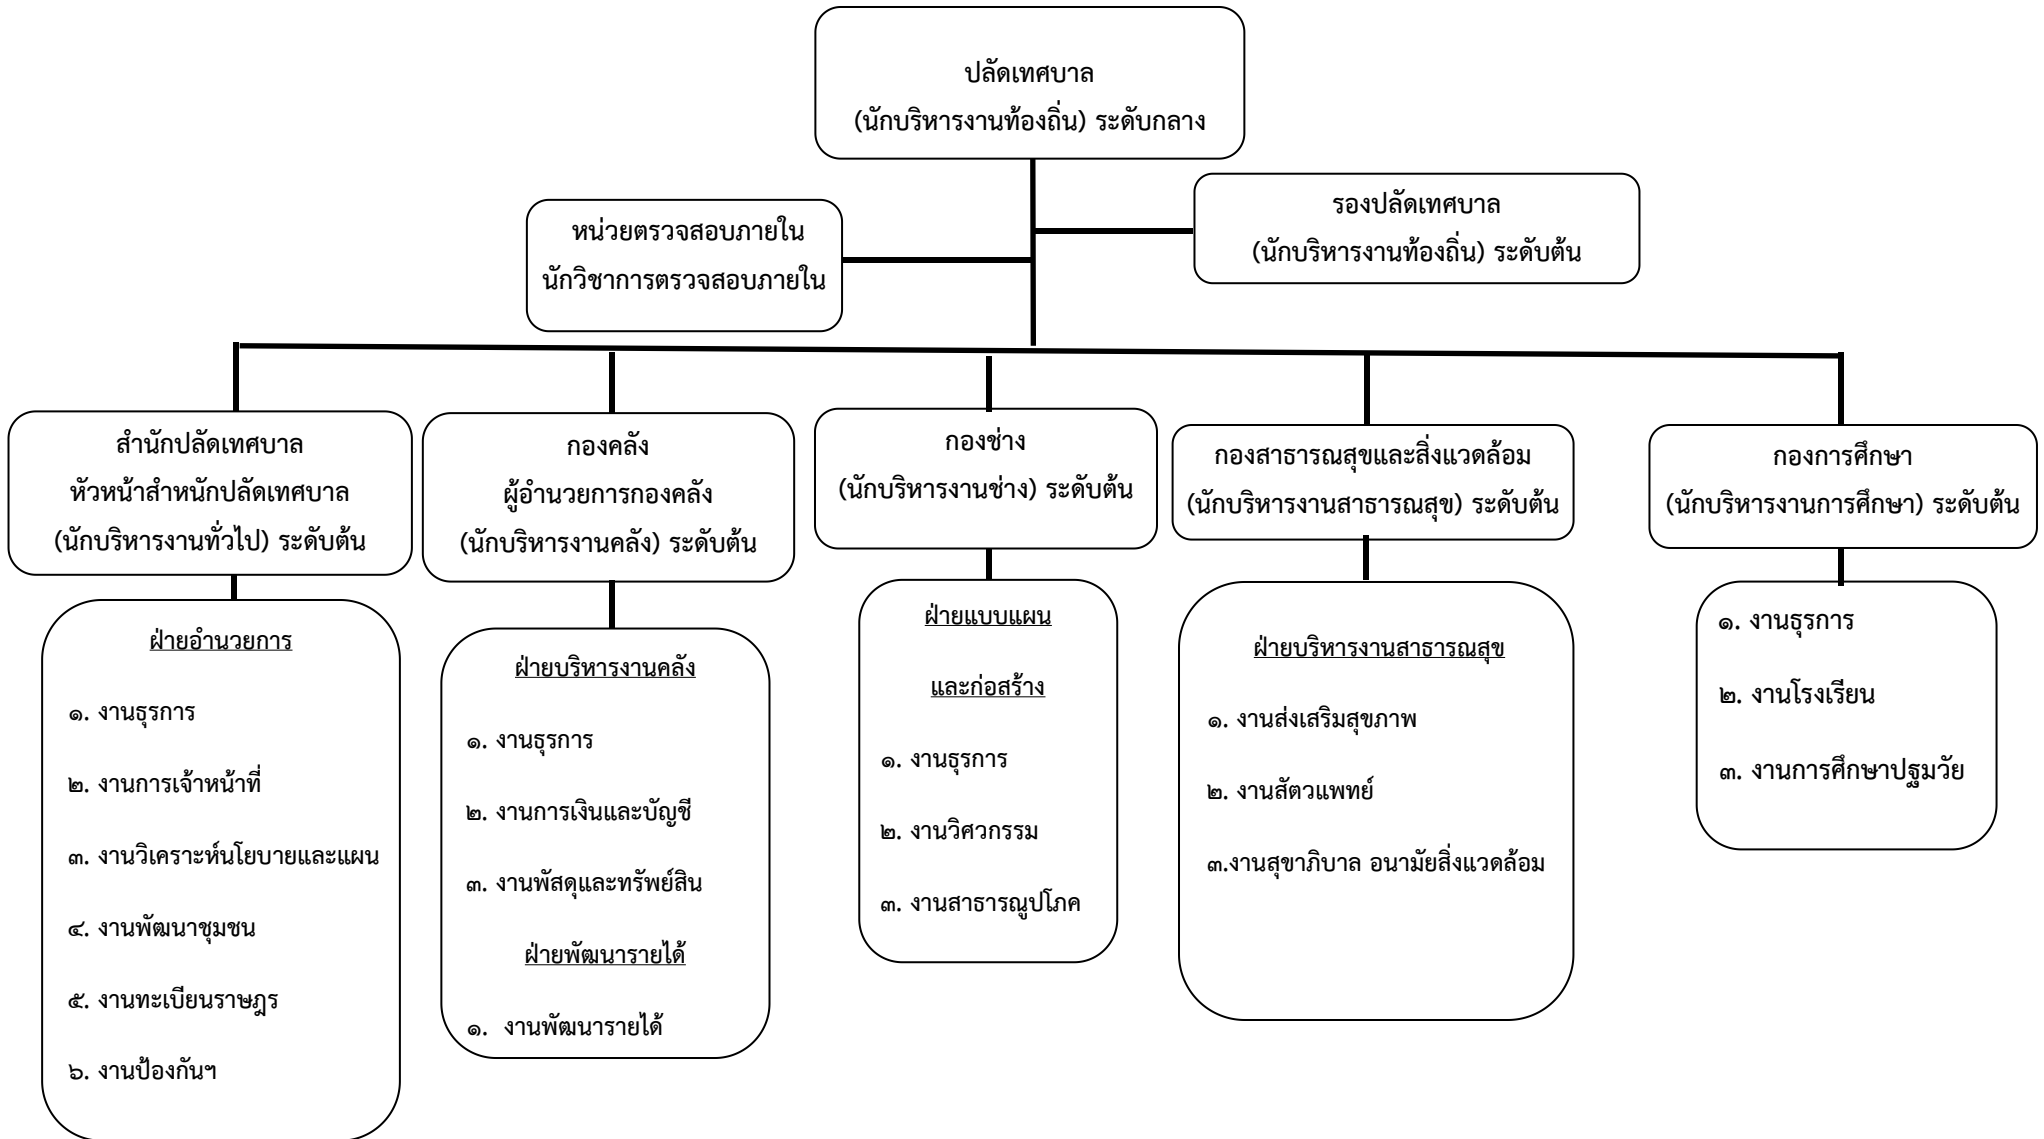 ปลัดเทศบาล
(นักบริหารงานท้องถิ่น) ระดับกลาง
รองปลัดเทศบาล
(นักบริหารงานท้องถิ่น) ระดับต้น
หน่วยตรวจสอบภายใน
นักวิชาการตรวจสอบภายใน
สำนักปลัดเทศบาล
หัวหน้าสำหนักปลัดเทศบาล
(นักบริหารงานทั่วไป) ระดับต้น
กองคลัง
ผู้อำนวยการกองคลัง
(นักบริหารงานคลัง) ระดับต้น
กองช่าง
(นักบริหารงานช่าง) ระดับต้น
กองสาธารณสุขและสิ่งแวดล้อม
(นักบริหารงานสาธารณสุข) ระดับต้น
กองการศึกษา
(นักบริหารงานการศึกษา) ระดับต้น
ฝ่ายอำนวยการ
๑. งานธุรการ
๒. งานการเจ้าหน้าที่
๓. งานวิเคราะห์นโยบายและแผน
๔. งานพัฒนาชุมชน
๕. งานทะเบียนราษฎร
๖. งานป้องกันฯ
ฝ่ายบริหารงานคลัง
๑. งานธุรการ
๒. งานการเงินและบัญชี
๓. งานพัสดุและทรัพย์สิน
ฝ่ายพัฒนารายได้
๑. งานพัฒนารายได้
ฝ่ายแบบแผน
และก่อสร้าง
๑. งานธุรการ
๒. งานวิศวกรรม
๓. งานสาธารณูปโภค
ฝ่ายบริหารงานสาธารณสุข
๑. งานส่งเสริมสุขภาพ
๒. งานสัตวแพทย์
๓.งานสุขาภิบาล อนามัยสิ่งแวดล้อม
๑. งานธุรการ
๒. งานโรงเรียน
๓. งานการศึกษาปฐมวัย